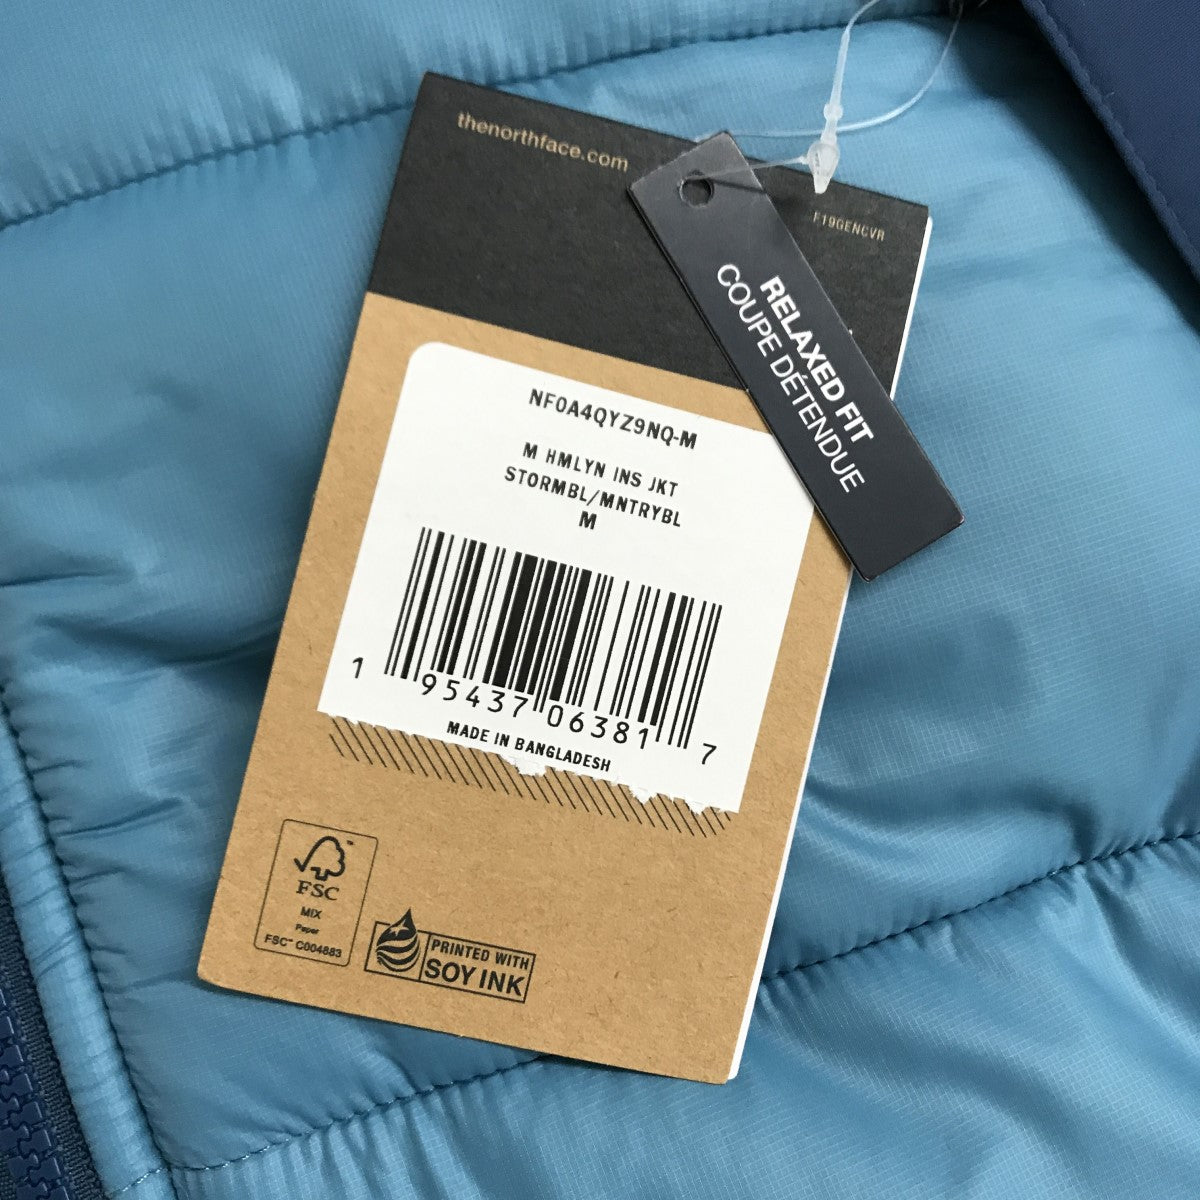 thenorthface.com
F19GENCVR
RELAXED FIT
COUPE DÉTENDUE
NF0A4QYZ9NQ-M
M HMLYN INS JKT
STORMBL/MNTRYBL
M
1 95437 06381 7
MADE IN BANGLADESH
FSC
MIX
Paper
FSC™ C004883
PRINTED WITH
SOY INK